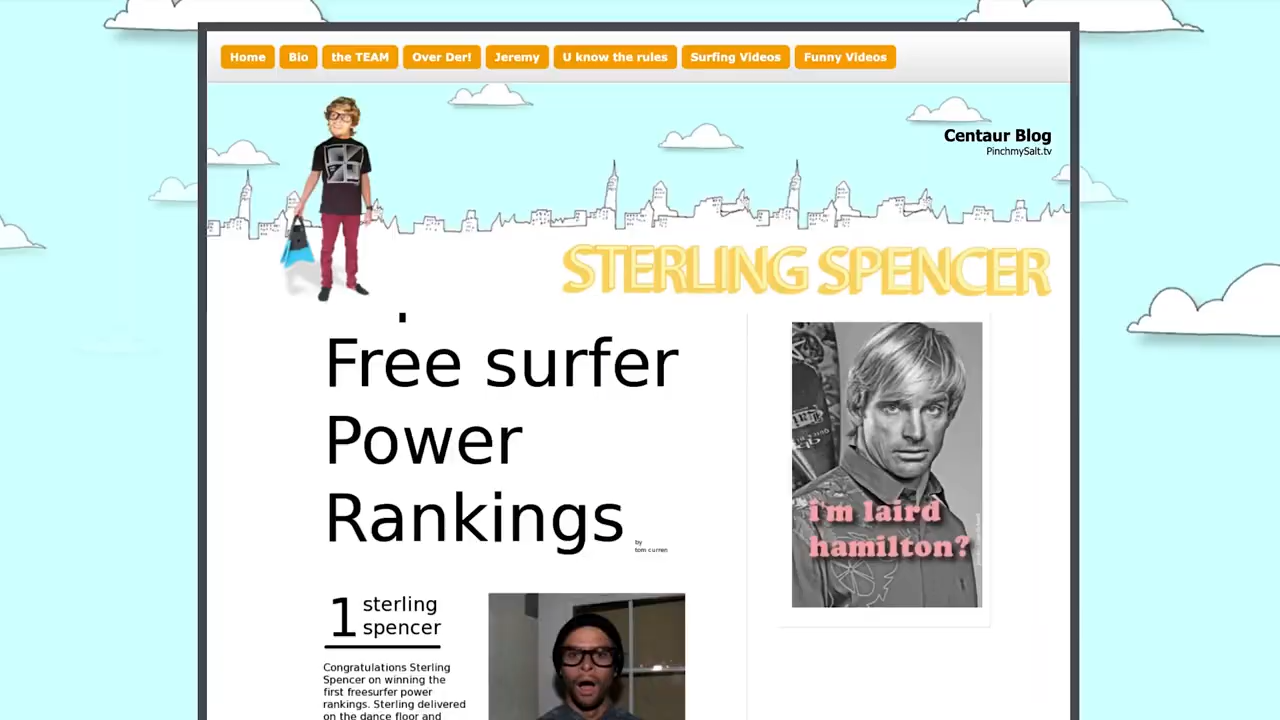 Home Bio the TEAM Over Der! Jeremy U know the rules Surfing Videos Funny Videos
Centaur Blog
PinchmySalt.tv
STERLING SPENCER
Free surfer
Power
Rankings
by
tom curren
i'm laird
hamilton?
1 sterling
spencer
Congratulations Sterling
Spencer on winning the
first freesurfer power
rankings. Sterling delivered
on the dance floor and